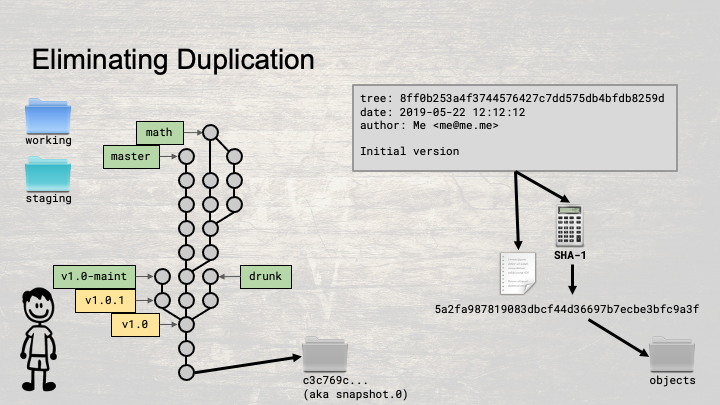 Eliminating Duplication
working
staging
math
master
v1.0-maint
v1.0.1
v1.0
drunk
c3c769c...
(aka snapshot.0)
tree: 8ff0b253a4f3744576427c7dd575db4bfdb8259d
date: 2019-05-22 12:12:12
author: Me <me@me.me>
Initial version
SHA-1
5a2fa987819083dbcf44d36697b7ecbe3bfc9a3f
objects